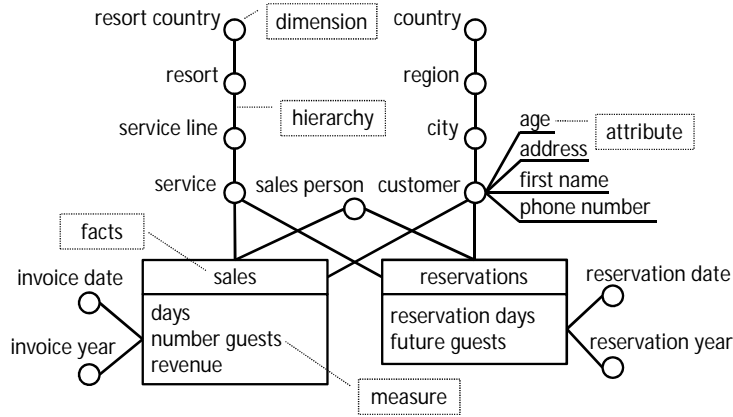 resort country
dimension
country
resort
region
hierarchy
service line
city
age
attribute
address
service
sales person
customer
first name
phone number
facts
invoice date
sales
reservations
reservation date
days
reservation days
invoice year
number guests
future guests
reservation year
revenue
measure